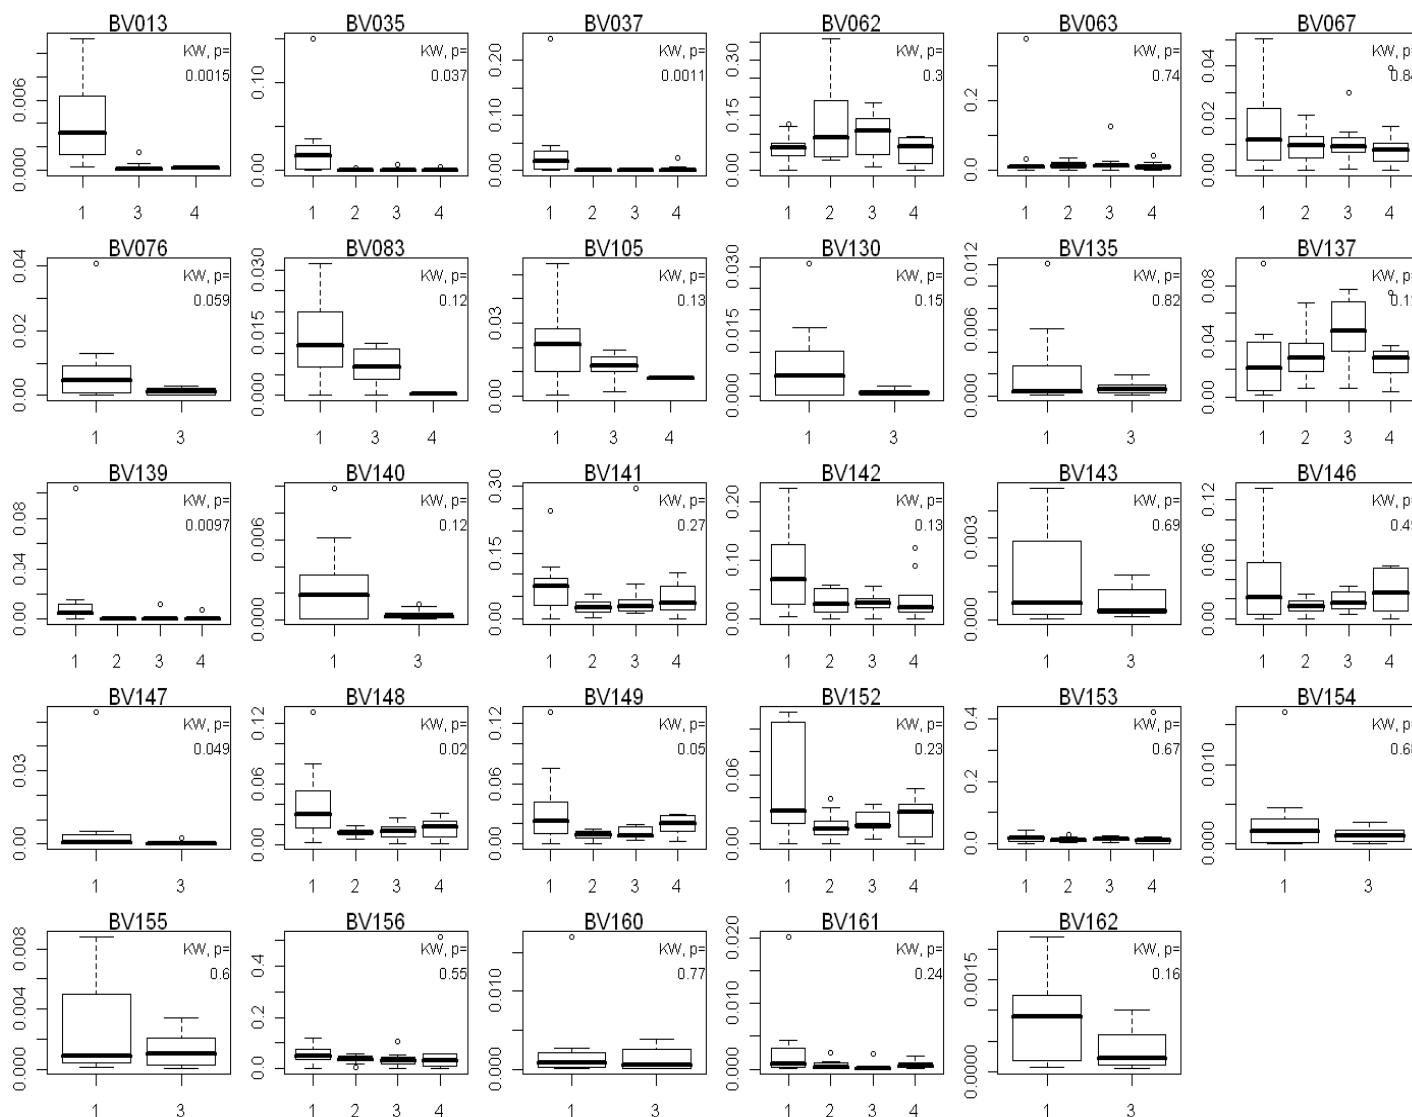 BV013
KW, p=
0.0015
0.006
0.000
1 3 4
BV035
KW, p=
0.037
0.10
0.00
1 2 3 4
BV037
KW, p=
0.0011
0.20
0.10
0.00
1 2 3 4
BV062
KW, p=
0.3
0.30
0.15
0.00
1 2 3 4
BV063
KW, p=
0.74
0.2
0.0
1 2 3 4
BV067
KW, p=
0.04
0.02
0.00
1 2 3 4
BV076
KW, p=
0.059
0.04
0.02
0.00
1 3
BV083
KW, p=
0.12
0.030
0.015
0.000
1 3 4
BV105
KW, p=
0.13
0.03
0.00
1 3 4
BV130
KW, p=
0.15
0.030
0.015
0.000
1 3
BV135
KW, p=
0.82
0.012
0.006
0.000
1 3
BV137
KW, p=
0.08
0.04
0.00
1 2 3 4
BV139
KW, p=
0.0097
0.08
0.04
0.00
1 2 3 4
BV140
KW, p=
0.12
0.006
0.000
1 3
BV141
KW, p=
0.27
0.30
0.15
0.00
1 2 3 4
BV142
KW, p=
0.13
0.20
0.10
0.00
1 2 3 4
BV143
KW, p=
0.69
0.003
0.000
1 3
BV146
KW, p=
0.12
0.06
0.00
1 2 3 4
BV147
KW, p=
0.049
0.03
0.00
1 3
BV148
KW, p=
0.02
0.12
0.06
0.00
1 2 3 4
BV149
KW, p=
0.05
0.12
0.06
0.00
1 2 3 4
BV152
KW, p=
0.23
0.06
0.00
1 2 3 4
BV153
KW, p=
0.67
0.4
0.2
0.0
1 2 3 4
BV154
KW, p=
0.010
0.000
1 3
BV155
KW, p=
0.6
0.008
0.004
0.000
1 3
BV156
KW, p=
0.55
0.4
0.2
0.0
1 2 3 4
BV160
KW, p=
0.77
0.010
0.000
1 3
BV161
KW, p=
0.24
0.020
0.010
0.000
1 2 3 4
BV162
KW, p=
0.16
0.0015
0.0000
1 3